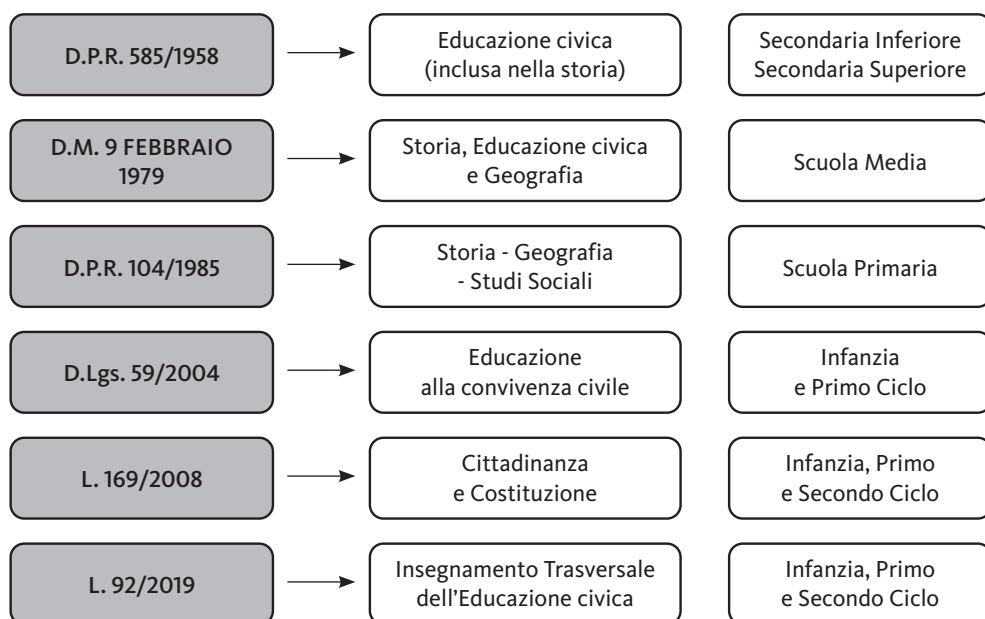 D.P.R. 585/1958
Educazione civica
(inclusa nella storia)
Secondaria Inferiore
Secondaria Superiore
D.M. 9 FEBBRAIO
1979
Storia, Educazione civica
e Geografia
Scuola Media
D.P.R. 104/1985
Storia - Geografia
- Studi Sociali
Scuola Primaria
D.Lgs. 59/2004
Educazione
alla convivenza civile
Infanzia
e Primo Ciclo
L. 169/2008
Cittadinanza
e Costituzione
Infanzia, Primo
e Secondo Ciclo
L. 92/2019
Insegnamento Trasversale
dell'Educazione civica
Infanzia, Primo
e Secondo Ciclo